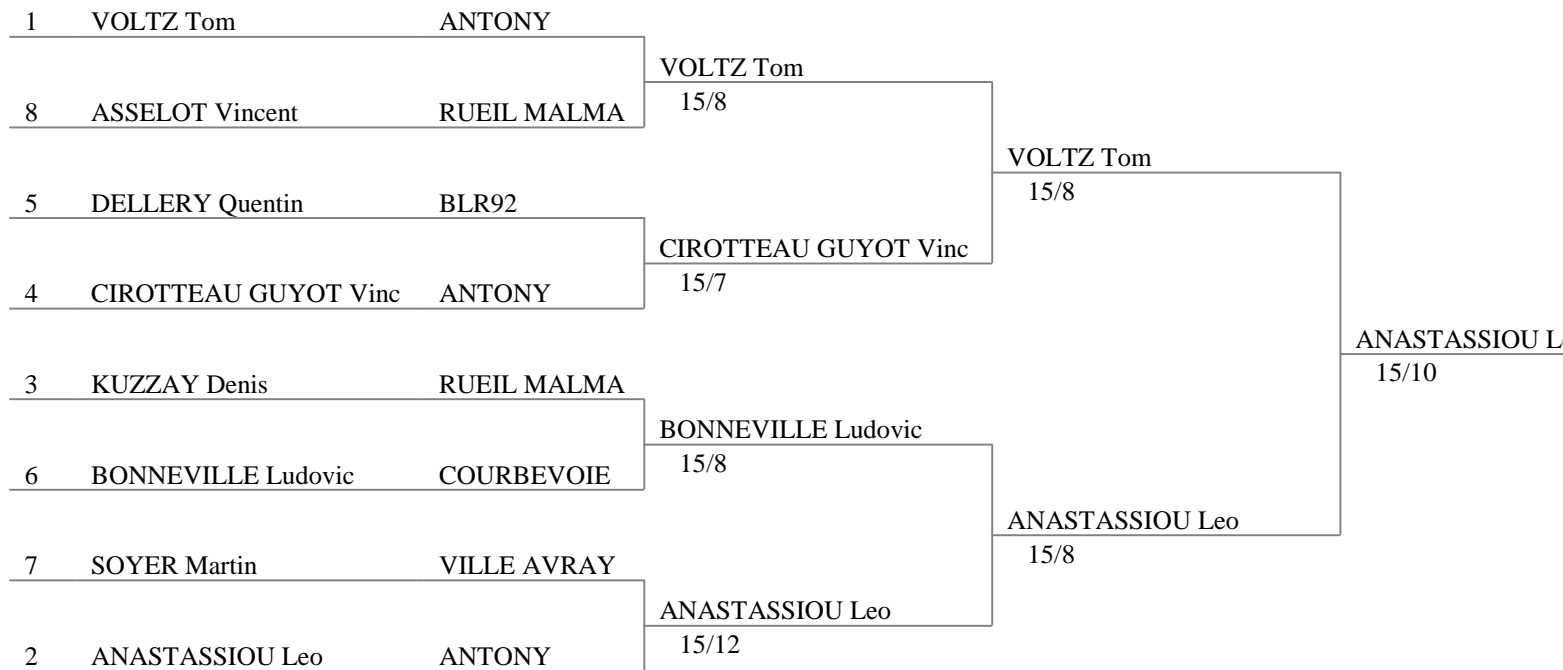 1 VOLTZ Tom ANTONY
VOLTZ Tom
15/8
8 ASSELOT Vincent RUEIL MALMA
VOLTZ Tom
15/8
5 DELLERY Quentin BLR92
CIROTTEAU GUYOT Vinc
15/7
4 CIROTTEAU GUYOT Vinc ANTONY
ANASTASSIOU L
15/10
3 KUZZAY Denis RUEIL MALMA
BONNEVILLE Ludovic
15/8
6 BONNEVILLE Ludovic COURBEVOIE
ANASTASSIOU Leo
15/8
7 SOYER Martin VILLE AVRAY
ANASTASSIOU Leo
15/12
2 ANASTASSIOU Leo ANTONY